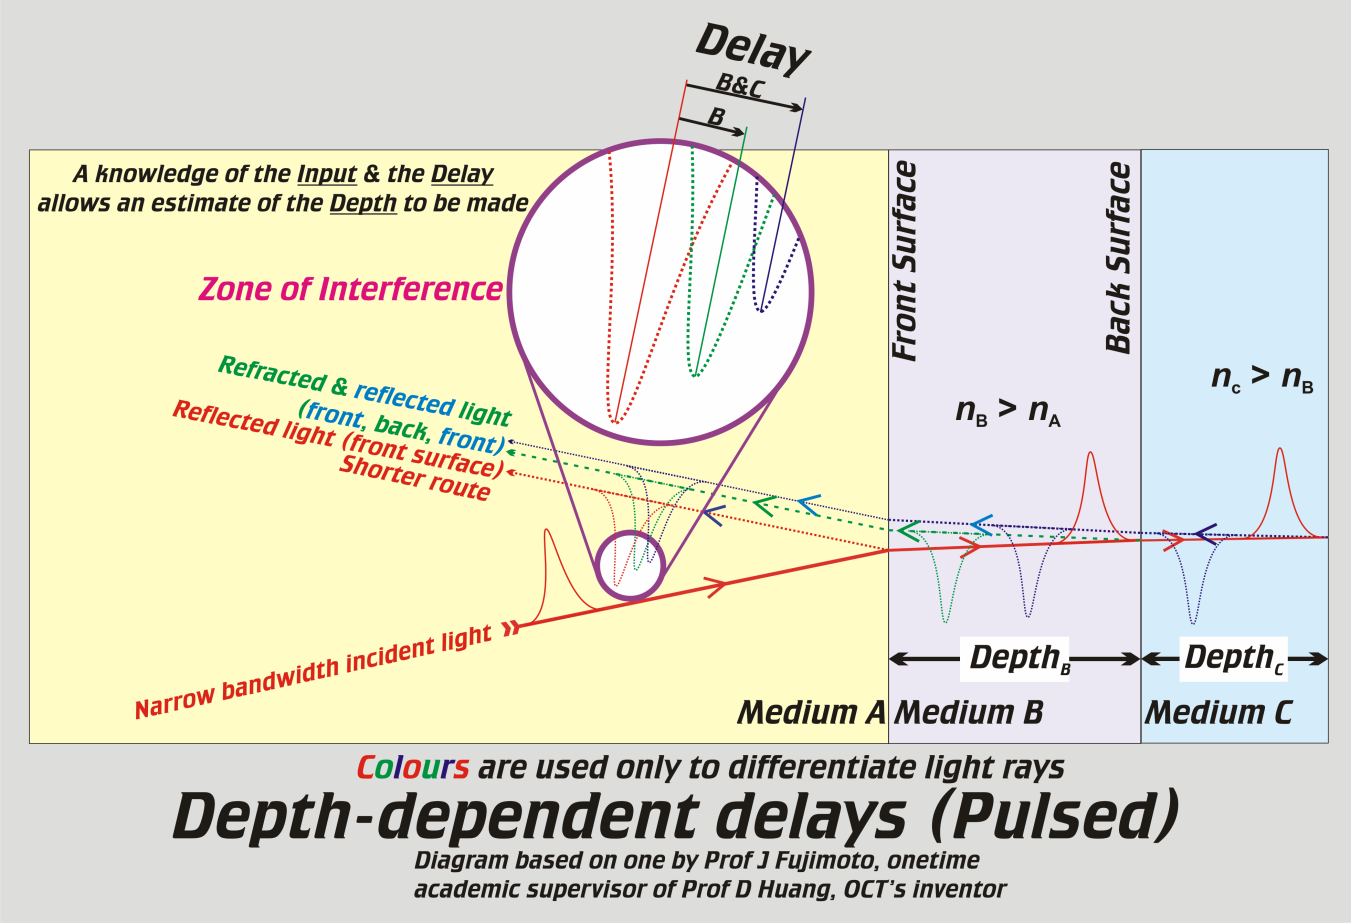 Delay
B&C
B
A knowledge of the Input & the Delay
allows an estimate of the Depth to be made
Zone of Interference
Refracted & reflected light
(front, back, front)
Reflected light (front surface)
Shorter route
Narrow bandwidth incident light
Front Surface
Back Surface
nB > nA
nc > nB
DepthB
DepthC
Medium A
Medium B
Medium C
Colours are used only to differentiate light rays
Depth-dependent delays (Pulsed)
Diagram based on one by Prof J Fujimoto, onetime
academic supervisor of Prof D Huang, OCT's inventor